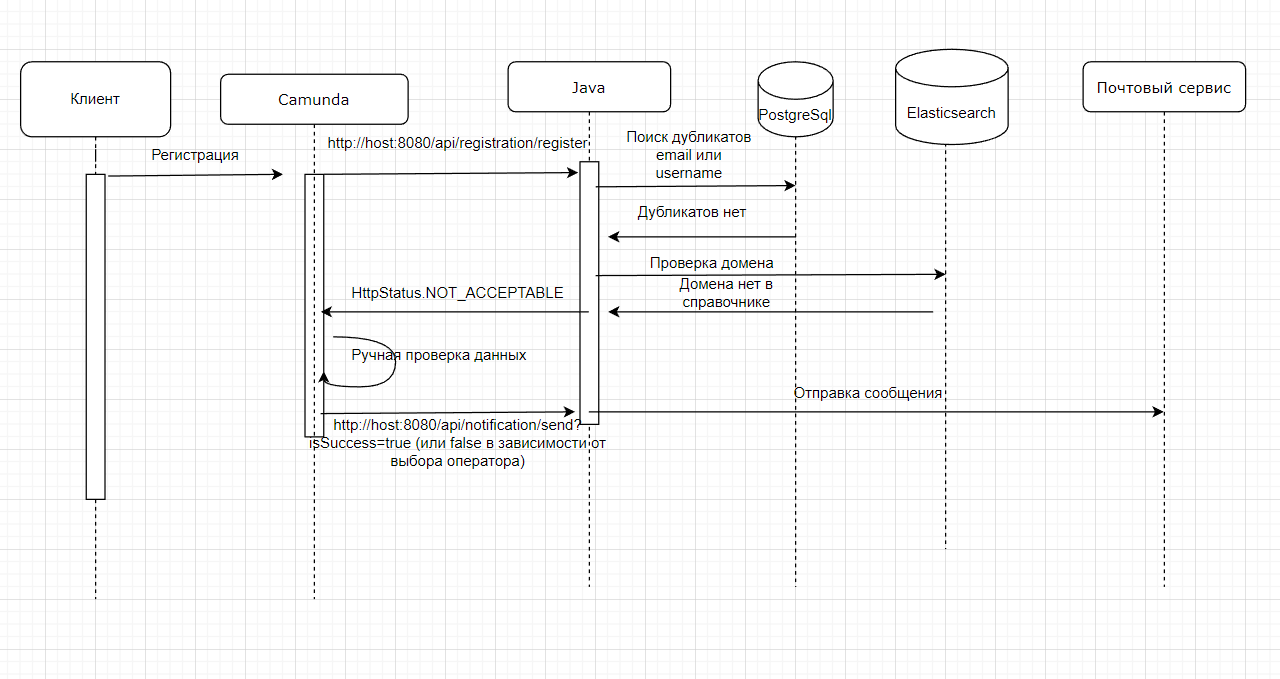 Клиент
Camunda
Java
PostgreSql
Elasticsearch
Почтовый сервис
Регистрация
http://host:8080/api/registration/register
Поиск дубликатов
email или
username
Дубликатов нет
Проверка домена
Домена нет в
справочнике
HttpStatus.NOT_ACCEPTABLE
Ручная проверка данных
Отправка сообщения
http://host:8080/api/notification/send?
isSuccess=true (или false в зависимости от
выбора оператора)